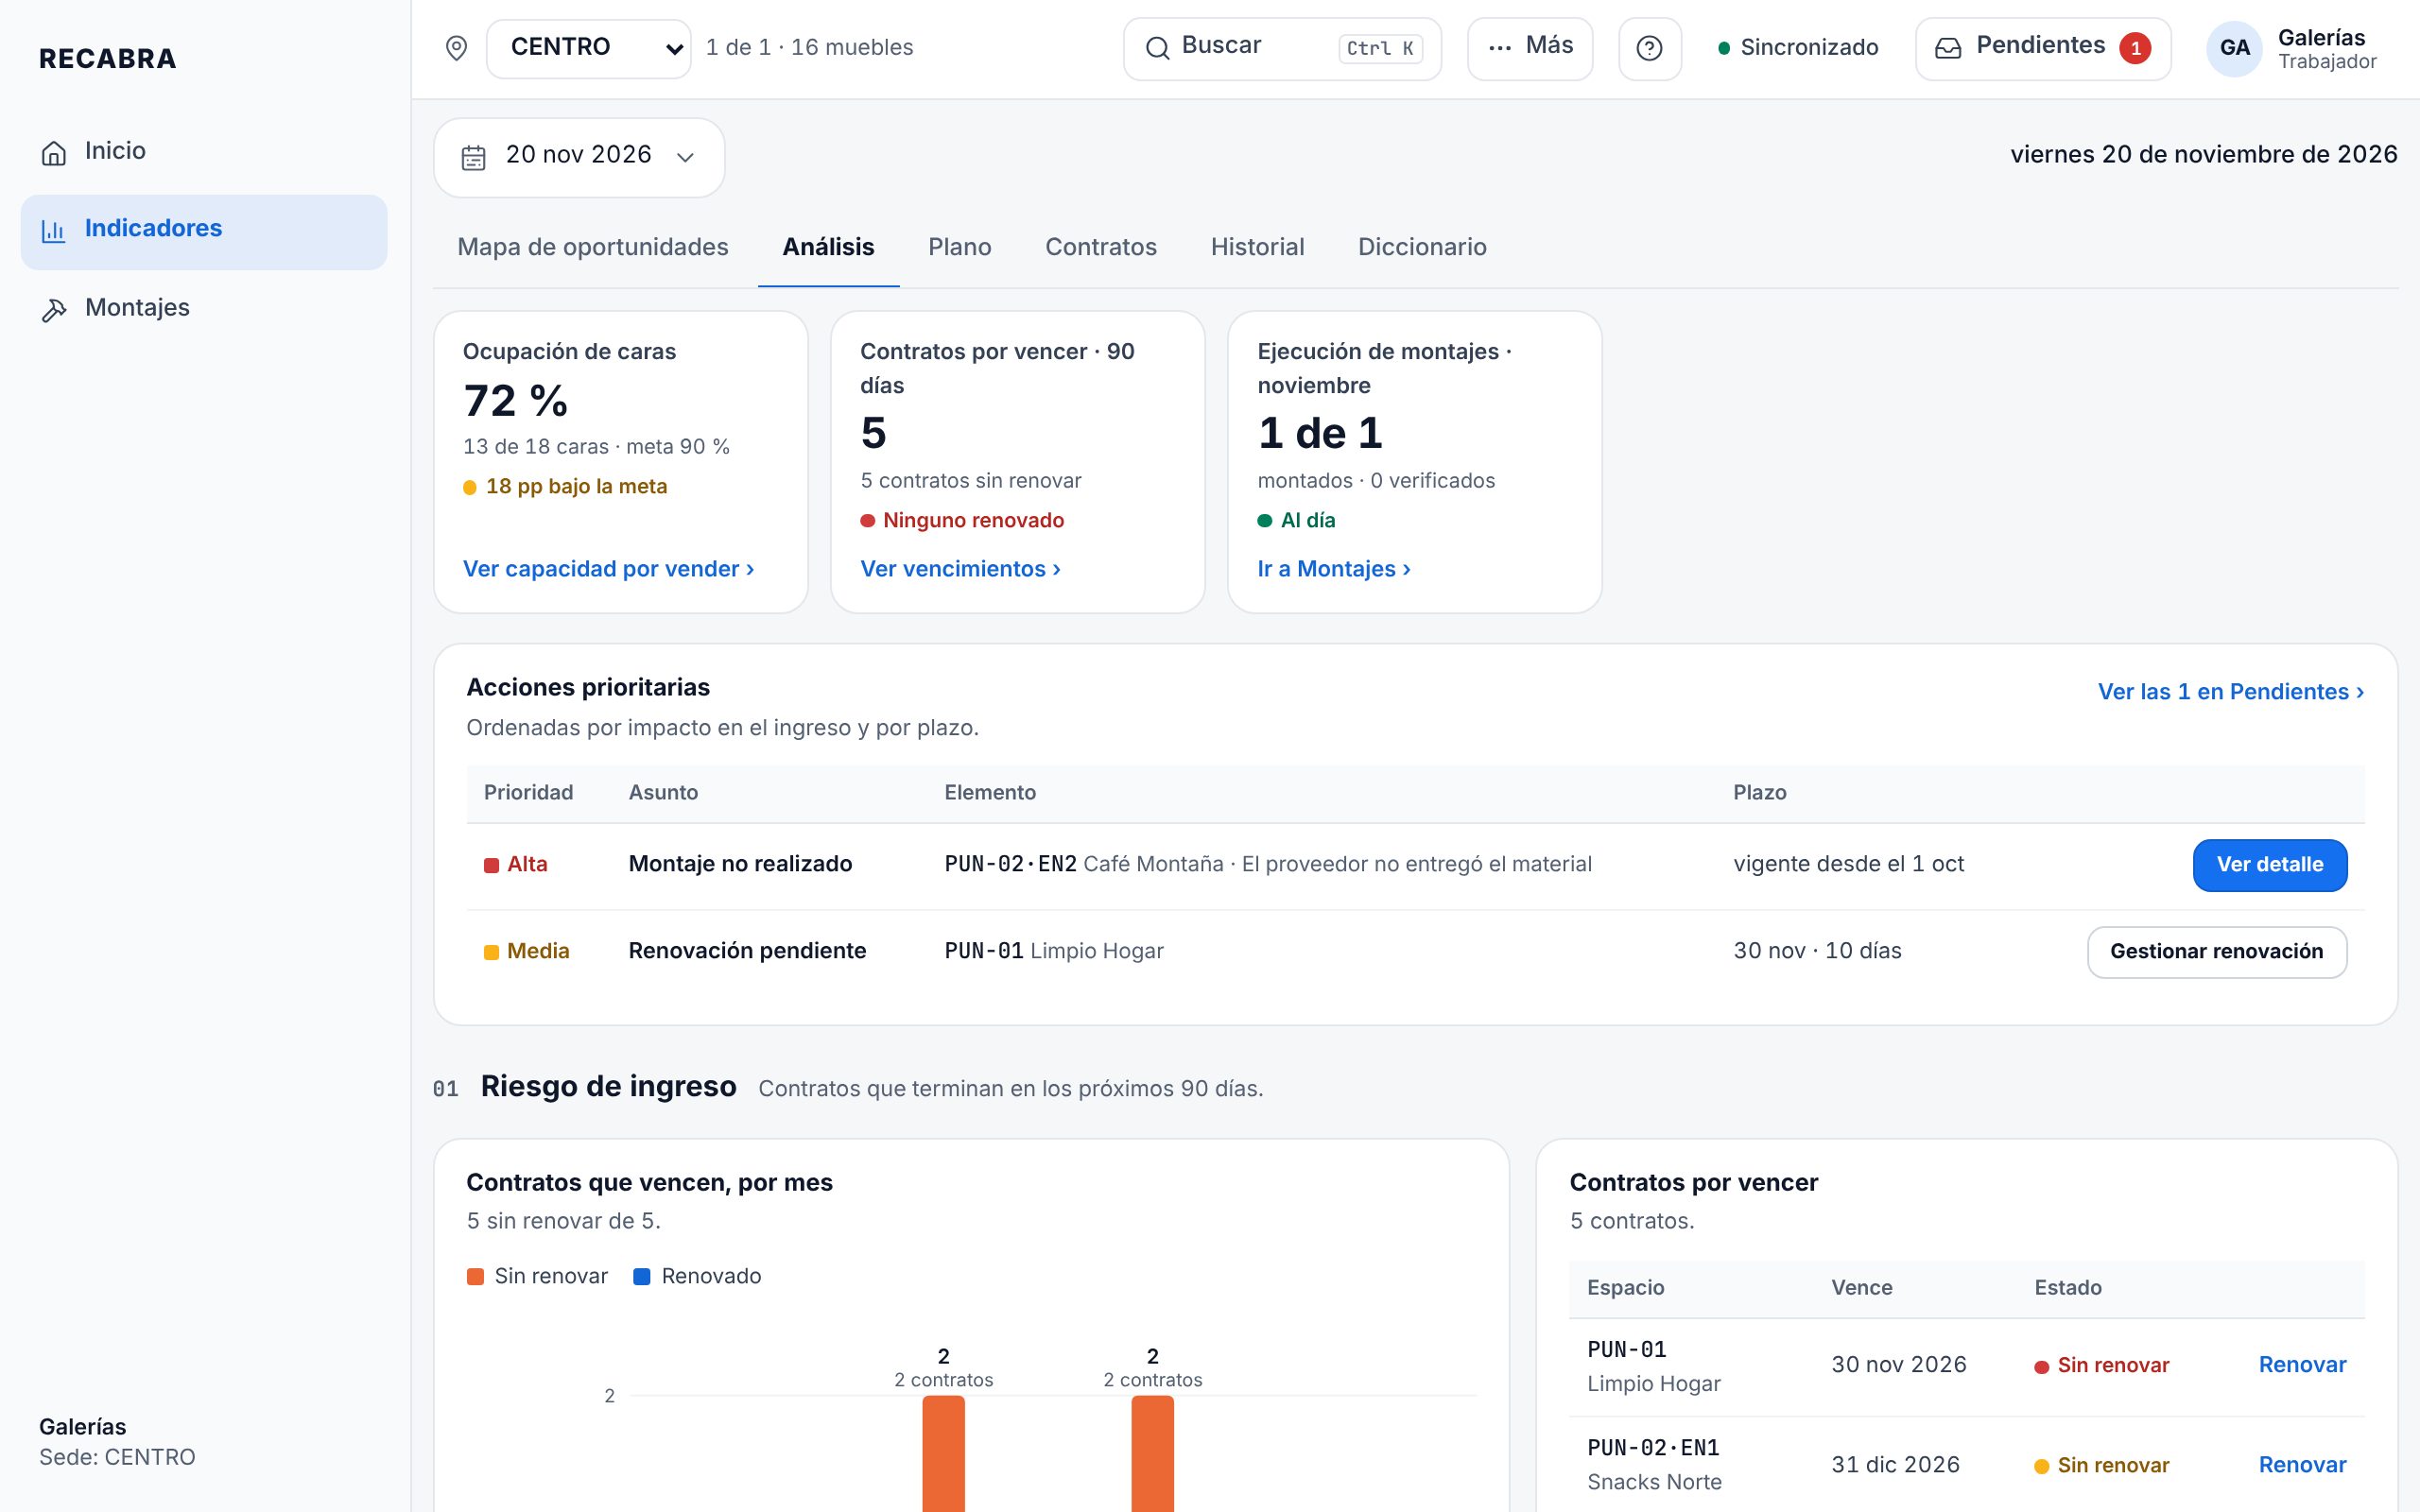 RECABRA
Inicio
Indicadores
Montajes
Galerías
Sede: CENTRO
CENTRO
1 de 1 · 16 muebles
Buscar
Ctrl K
Más
Sincronizado
Pendientes
1
GA
Galerías
Trabajador
20 nov 2026
viernes 20 de noviembre de 2026
Mapa de oportunidades
Análisis
Plano
Contratos
Historial
Diccionario
Ocupación de caras
72 %
13 de 18 caras · meta 90 %
18 pp bajo la meta
Ver capacidad por vender ›
Contratos por vencer · 90
días
5
5 contratos sin renovar
Ninguno renovado
Ver vencimientos ›
Ejecución de montajes ·
noviembre
1 de 1
montados · 0 verificados
Al día
Ir a Montajes ›
Acciones prioritarias
Ver las 1 en Pendientes ›
Ordenadas por impacto en el ingreso y por plazo.
Prioridad Asunto Elemento Plazo
Alta Montaje no realizado PUN-02·EN2 Café Montaña · El proveedor no entregó el material vigente desde el 1 oct Ver detalle
Media Renovación pendiente PUN-01 Limpio Hogar 30 nov · 10 días Gestionar renovación
01 Riesgo de ingreso Contratos que terminan en los próximos 90 días.
Contratos que vencen, por mes
5 sin renovar de 5.
Sin renovar Renovado
2 2
2 contratos 2 contratos
2
Contratos por vencer
5 contratos.
Espacio Vence Estado
PUN-01
Limpio Hogar
30 nov 2026 Sin renovar Renovar
PUN-02·EN1
Snacks Norte
31 dic 2026 Sin renovar Renovar